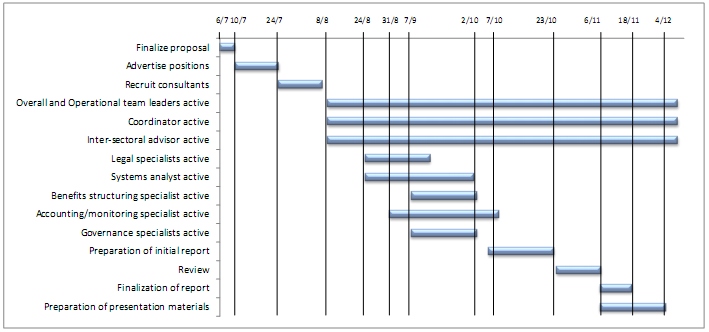 6/7 10/7 24/7 8/8 24/8 31/8 7/9 2/10 7/10 23/10 6/11 18/11 4/12
Finalize proposal
Advertise positions
Recruit consultants
Overall and Operational team leaders active
Coordinator active
Inter-sectoral advisor active
Legal specialists active
Systems analyst active
Benefits structuring specialist active
Accounting/monitoring specialist active
Governance specialists active
Preparation of initial report
Review
Finalization of report
Preparation of presentation materials